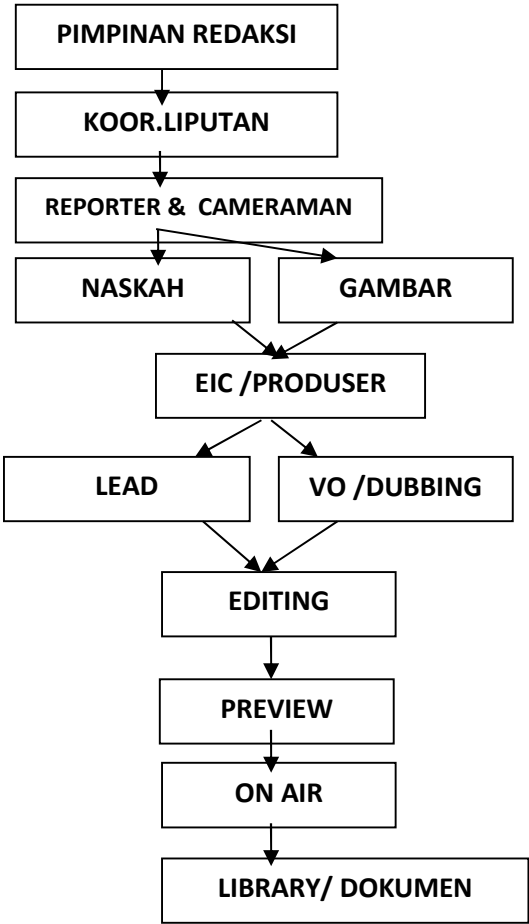 PIMPINAN REDAKSI
KOOR.LIPUTAN
REPORTER & CAMERAMAN
NASKAH
GAMBAR
EIC /PRODUSER
LEAD
VO /DUBBING
EDITING
PREVIEW
ON AIR
LIBRARY/ DOKUMEN